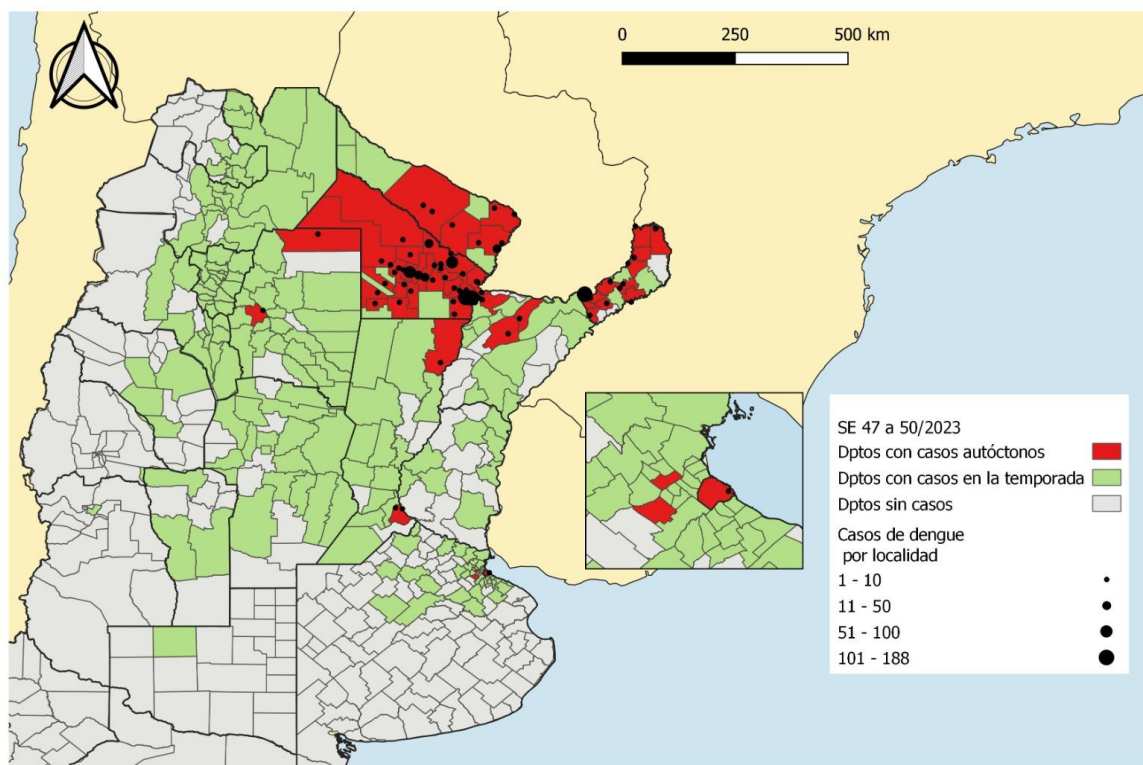 0 250 500 km
SE 47 a 50/2023
Dptos con casos autóctonos
Dptos con casos en la temporada
Dptos sin casos
Casos de dengue
por localidad
1 - 10
11 - 50
51 - 100
101 - 188